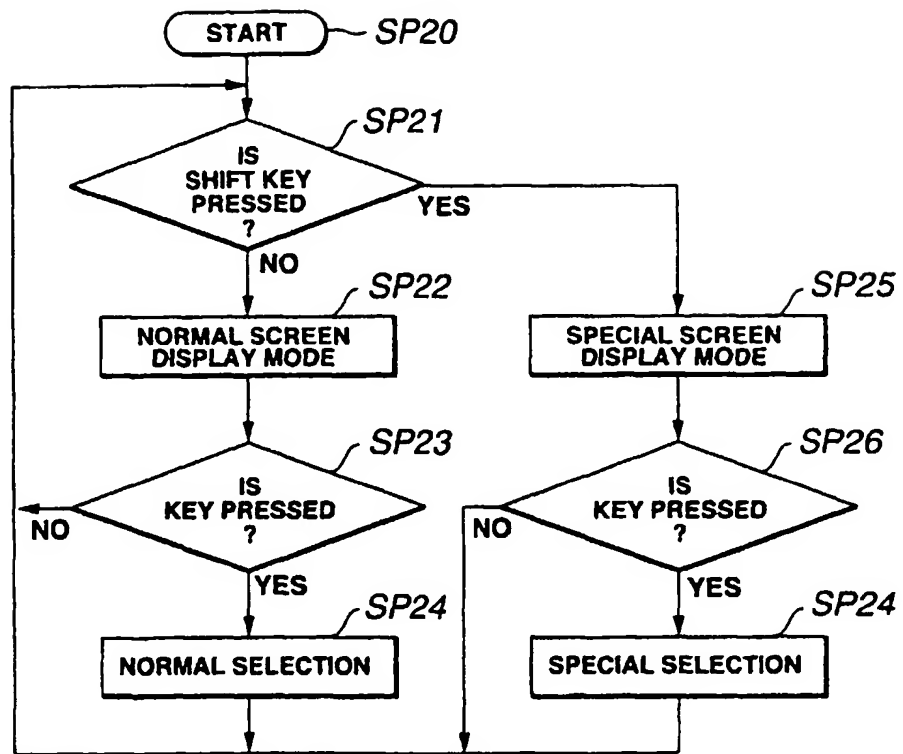 START
SP20
SP21
IS
SHIFT KEY
PRESSED
?
YES
NO
SP22
NORMAL SCREEN
DISPLAY MODE
SP25
SPECIAL SCREEN
DISPLAY MODE
SP23
IS
KEY PRESSED
?
NO
YES
SP26
IS
KEY PRESSED
?
NO
YES
SP24
NORMAL SELECTION
SP24
SPECIAL SELECTION